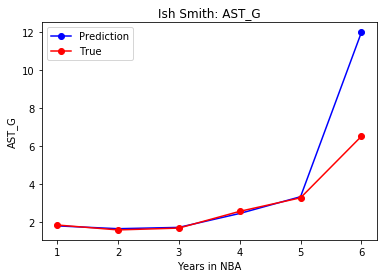 Ish Smith: AST_G
Prediction
True
12
10
8
6
4
2
AST_G
1 2 3 4 5 6
Years in NBA